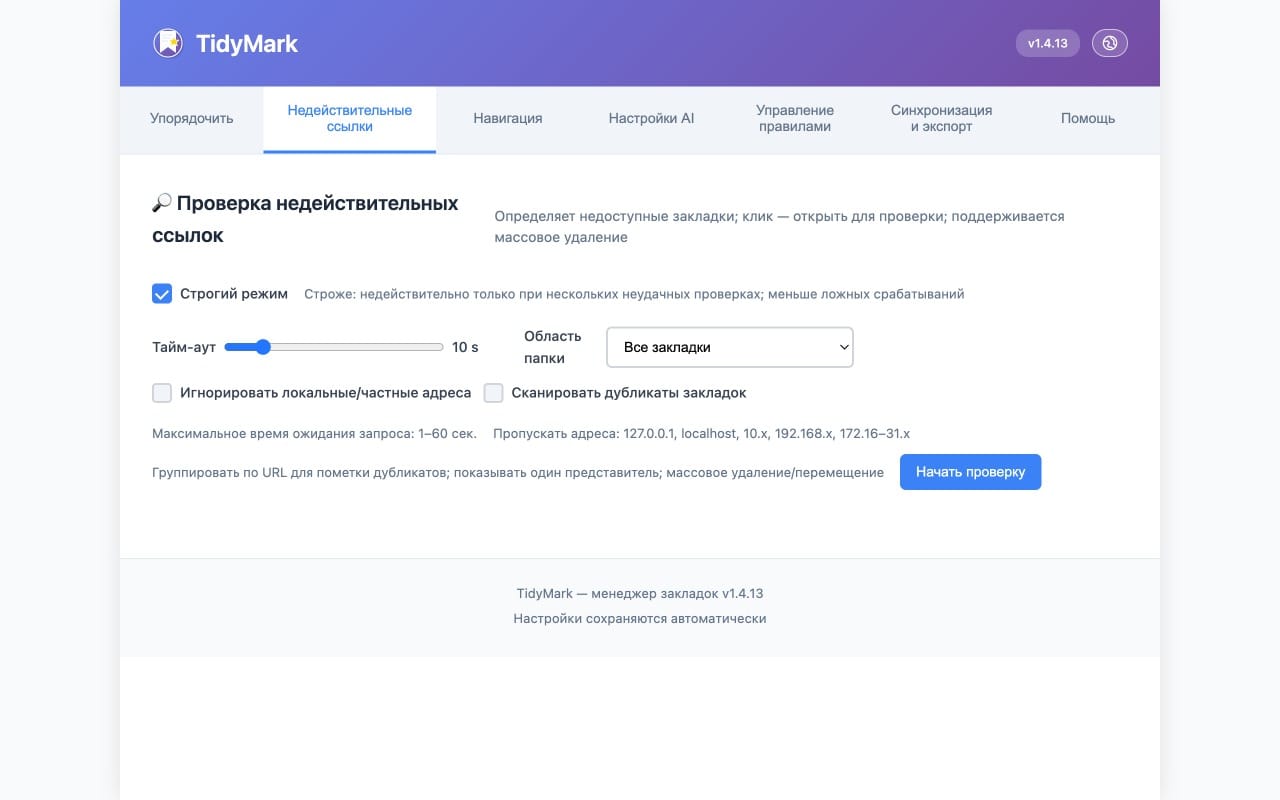 TidyMark
v1.4.13
Упорядочить
Недействительные
ссылки
Навигация
Настройки AI
Управление
правилами
Синхронизация
и экспорт
Помощь
Проверка недействительных
ссылок
Определяет недоступные закладки; клик — открыть для проверки; поддерживается
массовое удаление
Строгий режим
Строже: недействительно только при нескольких неудачных проверках; меньше ложных срабатываний
Тайм-аут
10 s
Область
папки
Все закладки
Игнорировать локальные/частные адреса
Сканировать дубликаты закладок
Максимальное время ожидания запроса: 1–60 сек.
Пропускать адреса: 127.0.0.1, localhost, 10.x, 192.168.x, 172.16–31.x
Группировать по URL для пометки дубликатов; показывать один представитель; массовое удаление/перемещение
Начать проверку
TidyMark — менеджер закладок v1.4.13
Настройки сохраняются автоматически